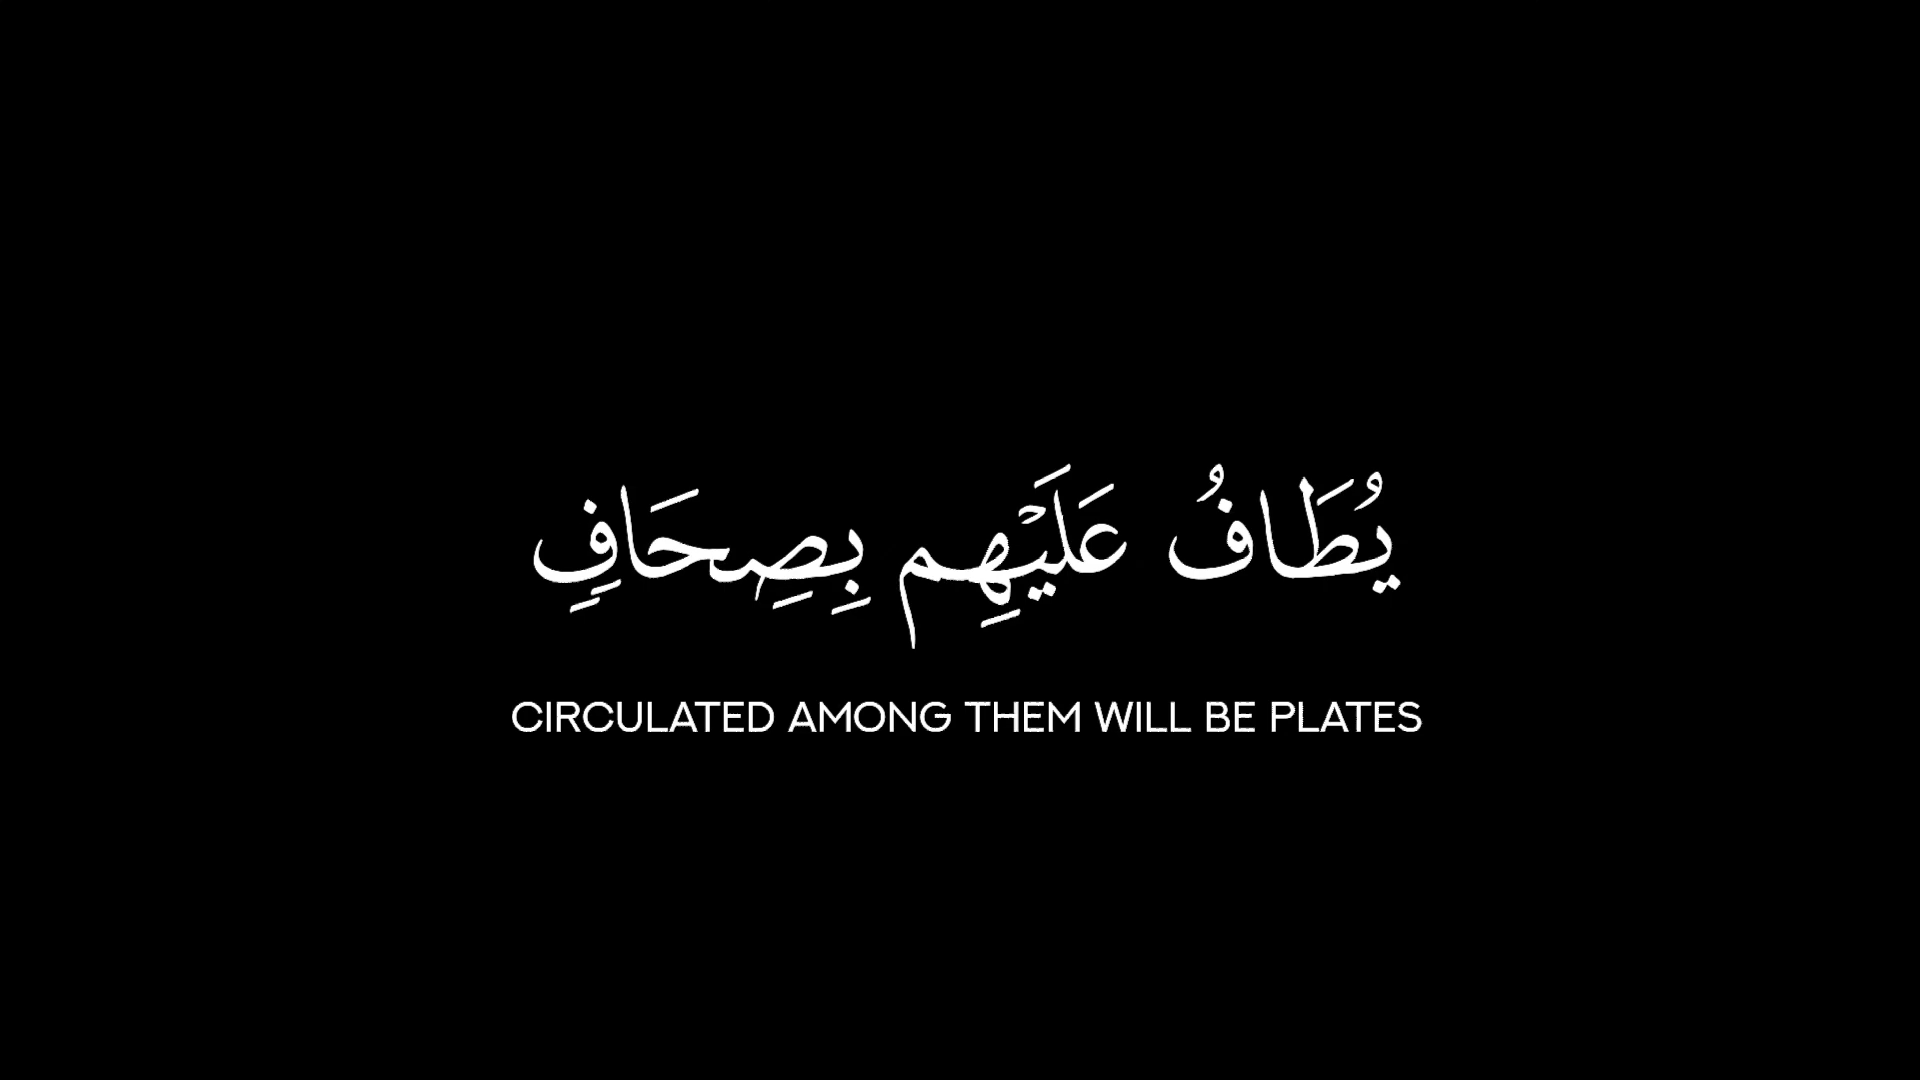 يُطَافُ عَلَيْهِم بِصِحَافٍ
CIRCULATED AMONG THEM WILL BE PLATES